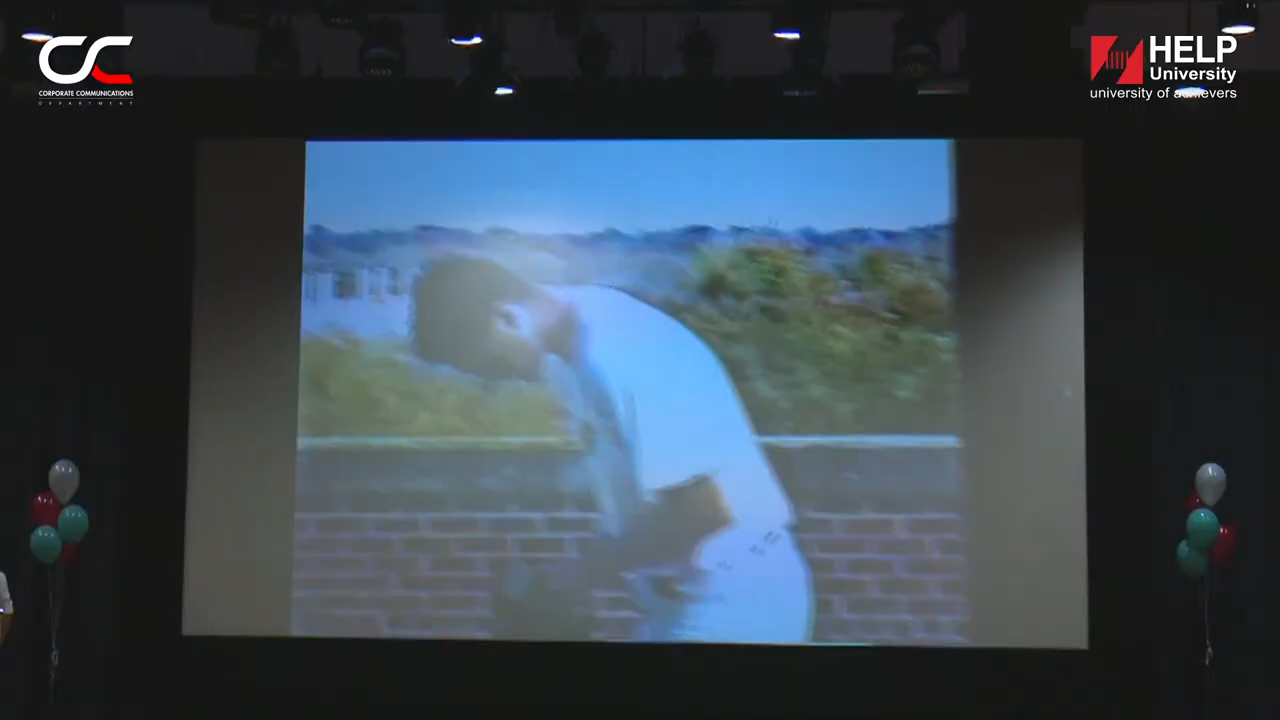 CORPORATE COMMUNICATIONS
DEPARTMENT
HELP
University
university of achievers